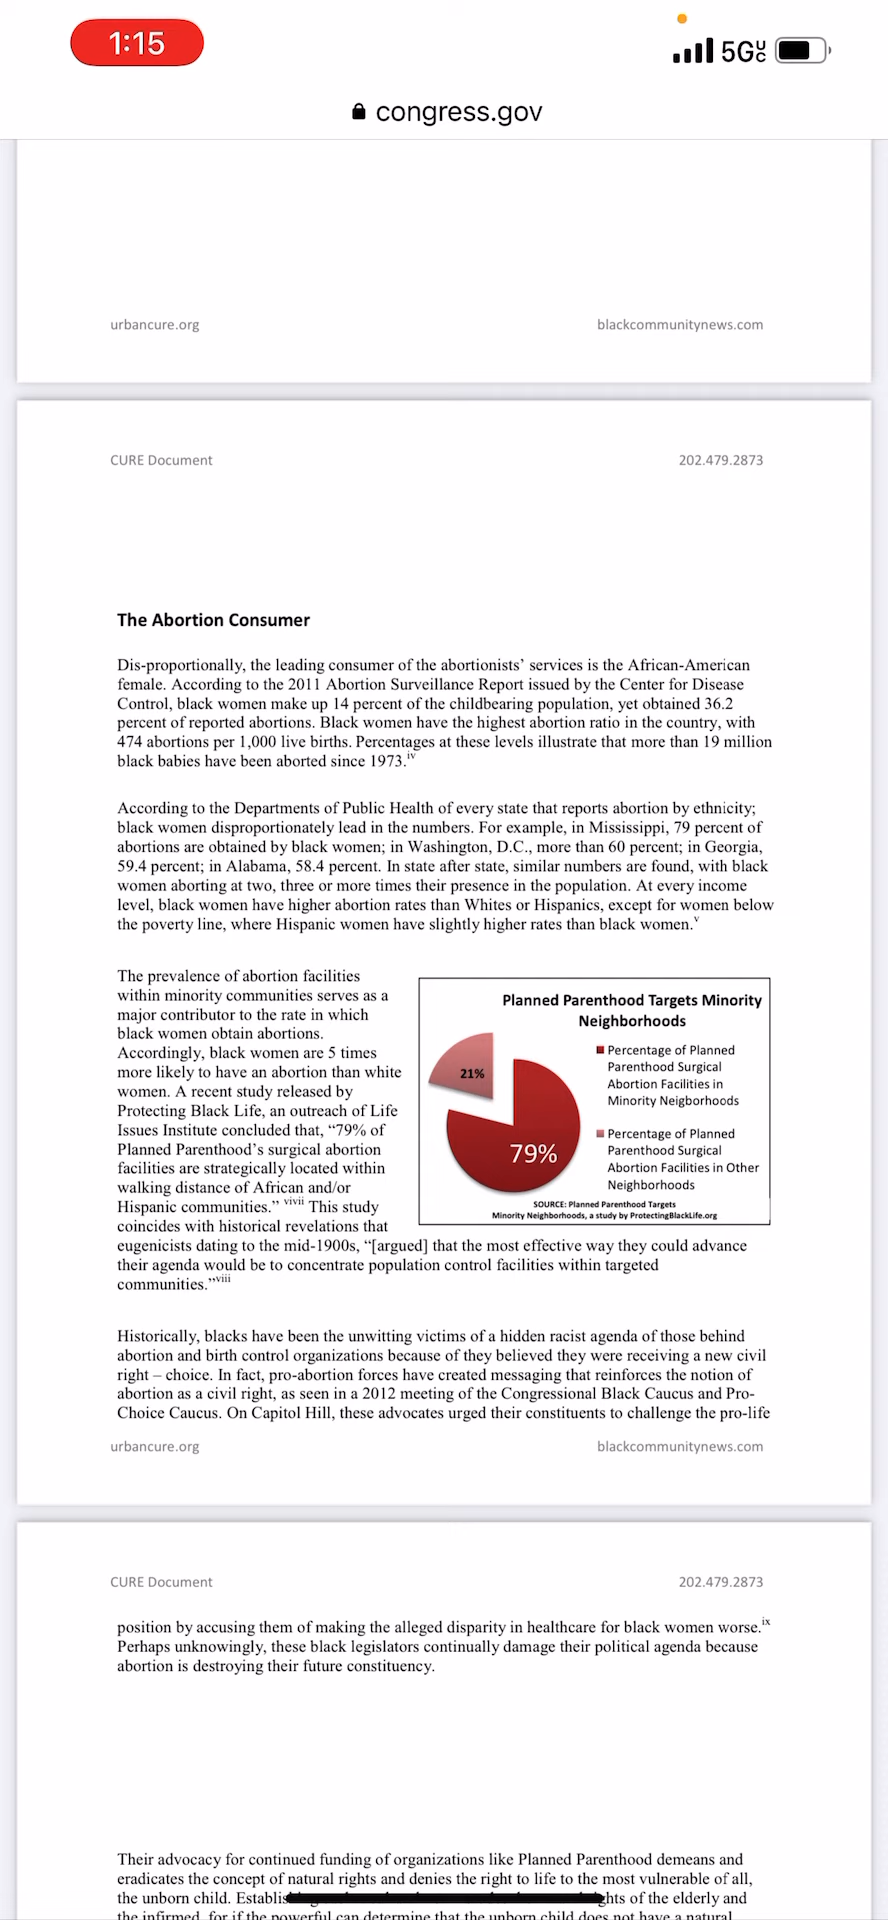 1:15
5G UC
congress.gov
urbancure.org blackcommunitynews.com
CURE Document 202.479.2873
The Abortion Consumer
Dis-proportionally, the leading consumer of the abortionists’ services is the African-American
female. According to the 2011 Abortion Surveillance Report issued by the Center for Disease
Control, black women make up 14 percent of the childbearing population, yet obtained 36.2
percent of reported abortions. Black women have the highest abortion ratio in the country, with
474 abortions per 1,000 live births. Percentages at these levels illustrate that more than 19 million
black babies have been aborted since 1973.iv
According to the Departments of Public Health of every state that reports abortion by ethnicity;
black women disproportionately lead in the numbers. For example, in Mississippi, 79 percent of
abortions are obtained by black women; in Washington, D.C., more than 60 percent; in Georgia,
59.4 percent; in Alabama, 58.4 percent. In state after state, similar numbers are found, with black
women aborting at two, three or more times their presence in the population. At every income
level, black women have higher abortion rates than Whites or Hispanics, except for women below
the poverty line, where Hispanic women have slightly higher rates than black women.v
The prevalence of abortion facilities
within minority communities serves as a
major contributor to the rate in which
black women obtain abortions.
Accordingly, black women are 5 times
more likely to have an abortion than white
women. A recent study released by
Protecting Black Life, an outreach of Life
Issues Institute concluded that, “79% of
Planned Parenthood’s surgical abortion
facilities are strategically located within
walking distance of African and/or
Hispanic communities.” vivii This study
coincides with historical revelations that
Planned Parenthood Targets Minority
Neighborhoods
21%
79%
Percentage of Planned
Parenthood Surgical
Abortion Facilities in
Minority Neigborhoods
Percentage of Planned
Parenthood Surgical
Abortion Facilities in Other
Neighborhoods
SOURCE: Planned Parenthood Targets
Minority Neighborhoods, a study by ProtectingBlackLife.org
eugenicists dating to the mid-1900s, “[argued] that the most effective way they could advance
their agenda would be to concentrate population control facilities within targeted
communities.”viii
Historically, blacks have been the unwitting victims of a hidden racist agenda of those behind
abortion and birth control organizations because of they believed they were receiving a new civil
right – choice. In fact, pro-abortion forces have created messaging that reinforces the notion of
abortion as a civil right, as seen in a 2012 meeting of the Congressional Black Caucus and Pro-
Choice Caucus. On Capitol Hill, these advocates urged their constituents to challenge the pro-life
urbancure.org blackcommunitynews.com
CURE Document 202.479.2873
position by accusing them of making the alleged disparity in healthcare for black women worse.ix
Perhaps unknowingly, these black legislators continually damage their political agenda because
abortion is destroying their future constituency.
Their advocacy for continued funding of organizations like Planned Parenthood demeans and
eradicates the concept of natural rights and denies the right to life to the most vulnerable of all,
the unborn child. of the elderly and
the infirmed, for if the powerful can determine that the unborn child does not have a natural